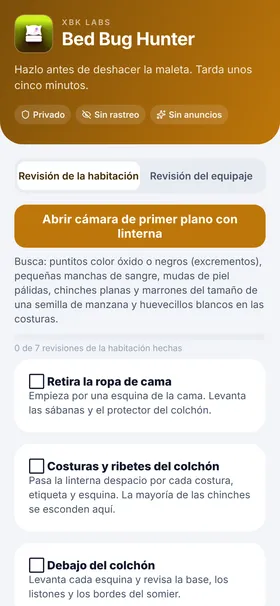 XBK LABS
Bed Bug Hunter
Hazlo antes de deshacer la maleta. Tarda unos
cinco minutos.
Privado
Sin rastreo
Sin anuncios
Revisión de la habitación
Revisión del equipaje
Abrir cámara de primer plano con
linterna
Busca: puntitos color óxido o negros (excrementos),
pequeñas manchas de sangre, mudas de piel
pálidas, chinches planas y marrones del tamaño de
una semilla de manzana y huevecillos blancos en las
costuras.
0 de 7 revisiones de la habitación hechas
Retira la ropa de cama
Empieza por una esquina de la cama. Levanta
las sábanas y el protector del colchón.
Costuras y ribetes del colchón
Pasa la linterna despacio por cada costura,
etiqueta y esquina. La mayoría de las chinches
se esconden aquí.
Debajo del colchón
Levanta cada esquina y revisa la base, los
listones y los bordes del somier.